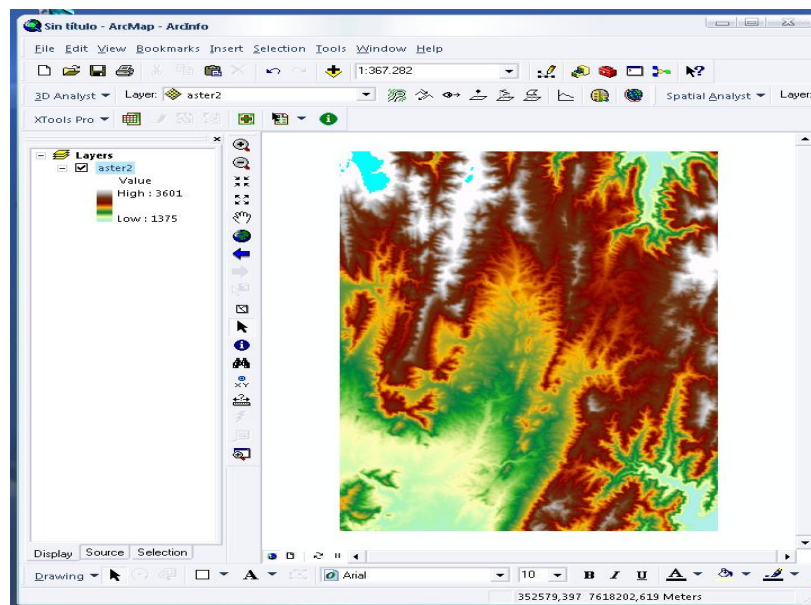 Sin título - ArcMap - ArcInfo
File Edit View Bookmarks Insert Selection Tools Window Help
1:367.282
3D Analyst Layer: aster2 Spatial Analyst Layer:
XTools Pro
Layers
aster2
Value
High : 3601
Low : 1375
XY
Display Source Selection
Drawing A Arial 10 B I U A
352579,397 7618202,619 Meters